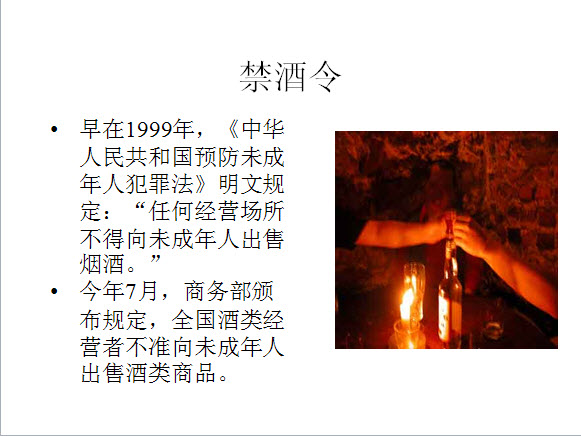 禁酒令
• 早在1999年，《中华
人民共和国预防未成
年人犯罪法》明文规
定：“任何经营场所
不得向未成年人出售
烟酒。”
• 今年7月，商务部颁
布规定，全国酒类经
营者不准向未成年人
出售酒类商品。